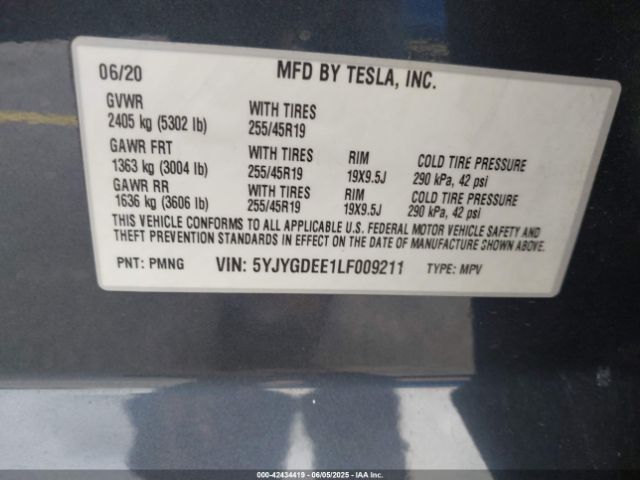 06/20 MFD BY TESLA, INC.
GVWR WITH TIRES
2405 kg (5302 lb) 255/45R19
GAWR FRT WITH TIRES RIM COLD TIRE PRESSURE
1363 kg (3004 lb) 255/45R19 19X9.5J 290 kPa, 42 psi
GAWR RR WITH TIRES RIM COLD TIRE PRESSURE
1636 kg (3606 lb) 255/45R19 19X9.5J 290 kPa, 42 psi
THIS VEHICLE CONFORMS TO ALL APPLICABLE U.S. FEDERAL MOTOR VEHICLE SAFETY AND
THEFT PREVENTION STANDARDS IN EFFECT ON THE DATE OF MANUFACTURE SHOWN ABOVE.
PNT: PMNG VIN: 5YJYGDEE1LF009211 TYPE: MPV
000-42434419 - 06/05/2025 - IAA Inc.